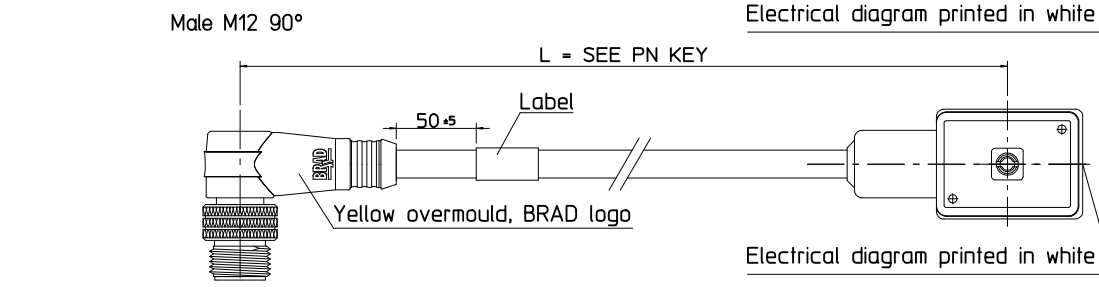 Electrical diagram printed in white
Male M12 90°
L = SEE PN KEY
Label
50 ±5
BRAD
Yellow overmould, BRAD logo
Electrical diagram printed in white